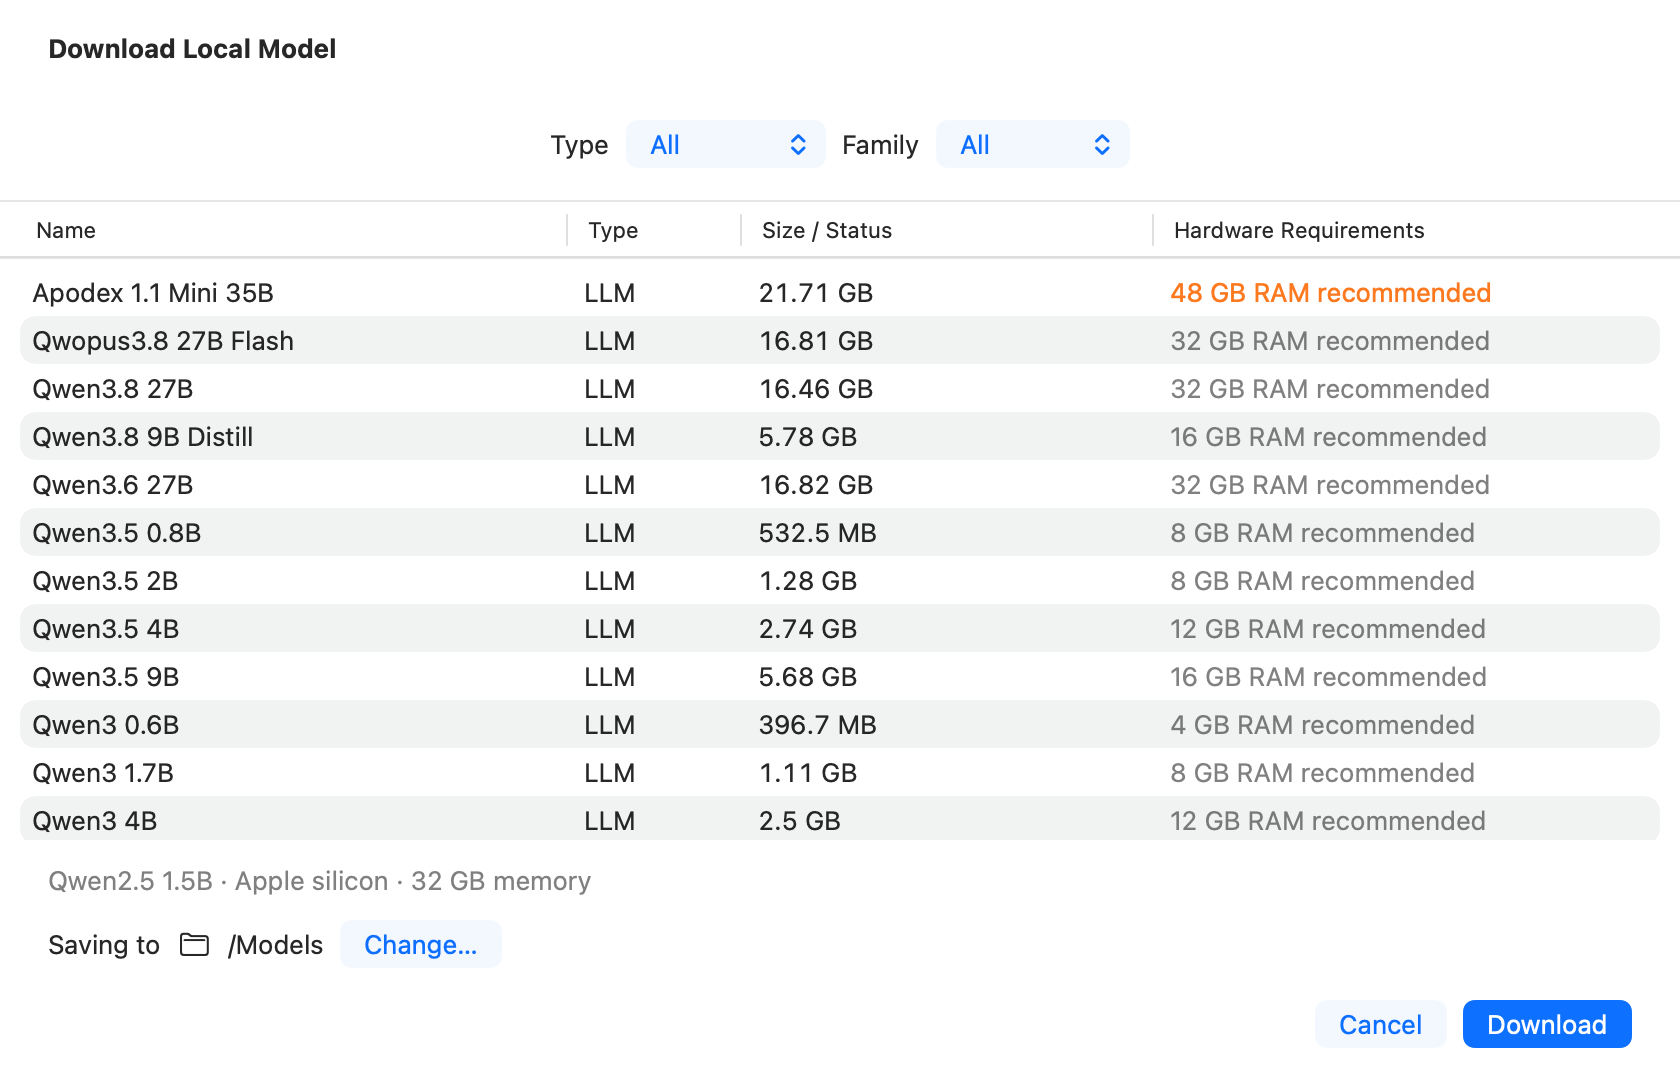 Download Local Model
Type All Family All
Name Type Size / Status Hardware Requirements
Apodex 1.1 Mini 35B LLM 21.71 GB 48 GB RAM recommended
Qwopus3.8 27B Flash LLM 16.81 GB 32 GB RAM recommended
Qwen3.8 27B LLM 16.46 GB 32 GB RAM recommended
Qwen3.8 9B Distill LLM 5.78 GB 16 GB RAM recommended
Qwen3.6 27B LLM 16.82 GB 32 GB RAM recommended
Qwen3.5 0.8B LLM 532.5 MB 8 GB RAM recommended
Qwen3.5 2B LLM 1.28 GB 8 GB RAM recommended
Qwen3.5 4B LLM 2.74 GB 12 GB RAM recommended
Qwen3.5 9B LLM 5.68 GB 16 GB RAM recommended
Qwen3 0.6B LLM 396.7 MB 4 GB RAM recommended
Qwen3 1.7B LLM 1.11 GB 8 GB RAM recommended
Qwen3 4B LLM 2.5 GB 12 GB RAM recommended
Qwen2.5 1.5B · Apple silicon · 32 GB memory
Saving to /Models Change...
Cancel Download